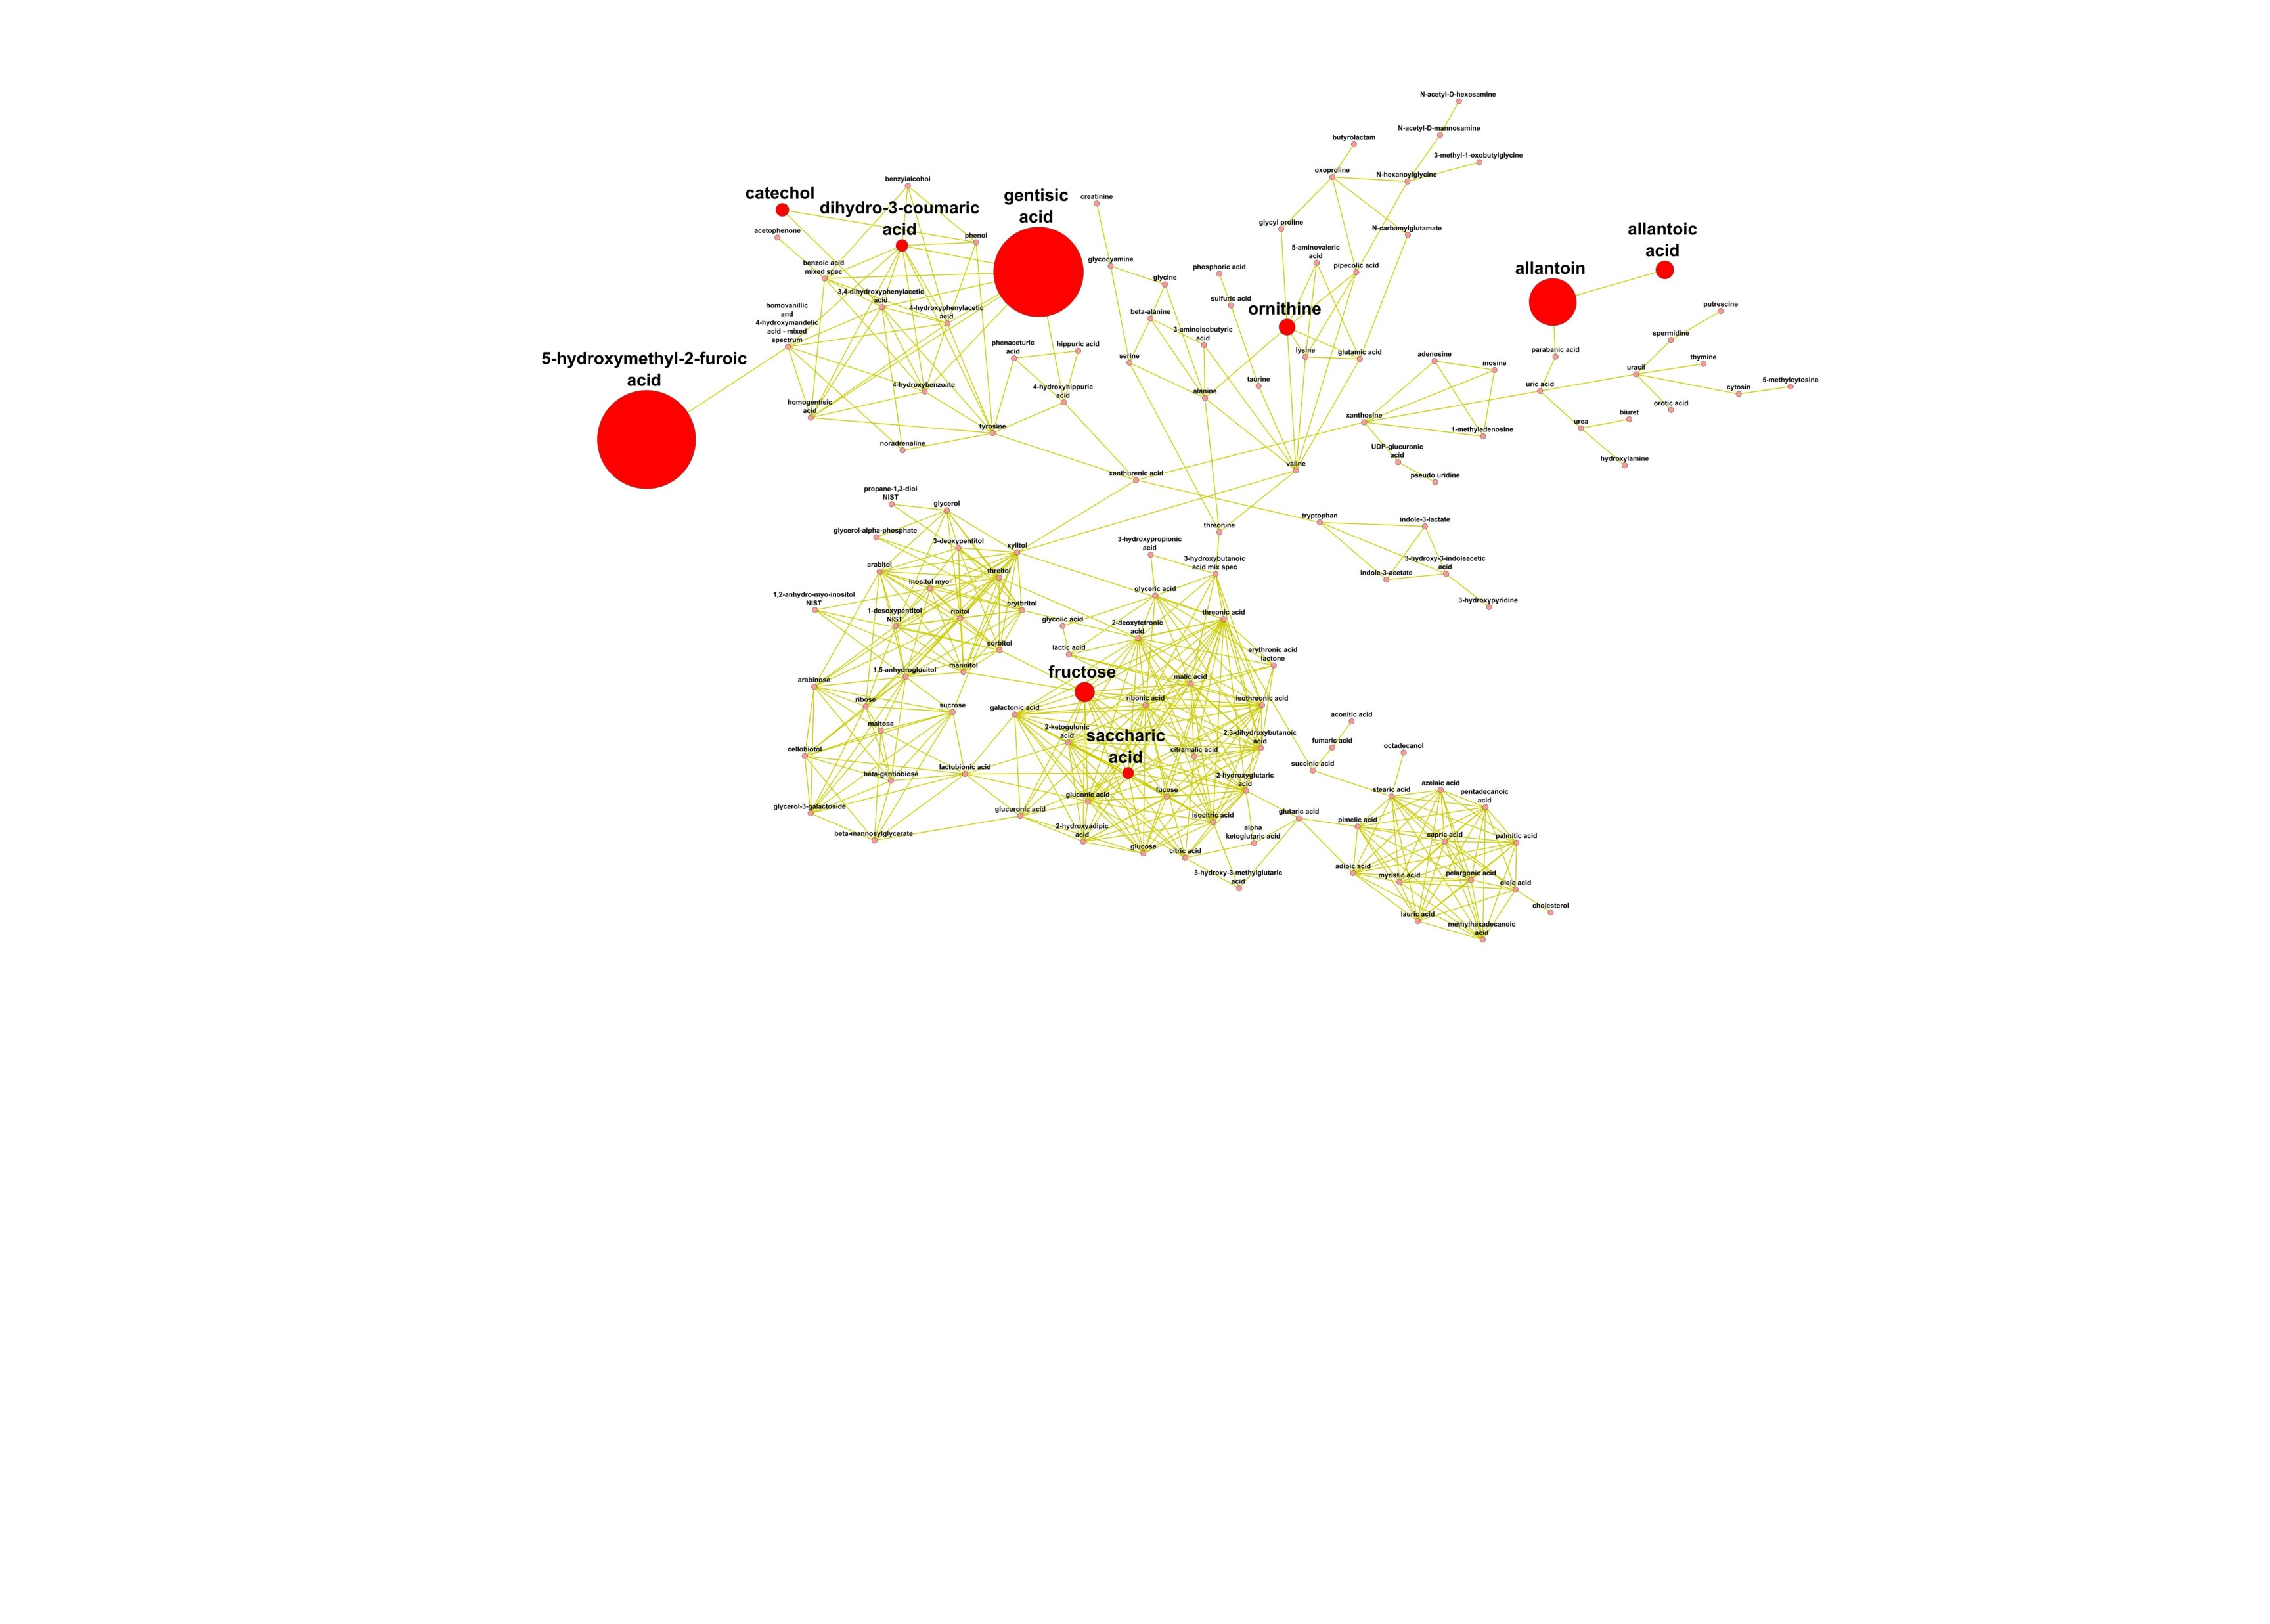 N-acetyl-D-hexosamine
N-acetyl-D-mannosamine
butyrolactam
3-methyl-1-oxobutylglycine
oxoproline
N-hexanoylglycine
benzylalcohol
catechol
dihydro-3-coumaric
acid
gentisic
acid
creatinine
acetophenone
phenol
glycyl proline
N-carbamylglutamate
allantoic
acid
benzoic acid
mixed spec
glycocyamine
5-aminovaleric
acid
pipecolic acid
phosphoric acid
glycine
allantoin
3,4-dihydroxyphenylacetic
acid
4-hydroxyphenylacetic
acid
homovanillic
and
4-hydroxymandelic
acid - mixed
spectrum
sulfuric acid
ornithine
putrescine
beta-alanine
3-aminoisobutyric
acid
spermidine
5-hydroxymethyl-2-furoic
acid
phenaceturic
acid
hippuric acid
serine
lysine
glutamic acid
adenosine
inosine
parabanic acid
thymine
uracil
4-hydroxybenzoate
4-hydroxyhippuric
acid
taurine
alanine
uric acid
cytosin
5-methylcytosine
homogentisic
acid
orotic acid
tyrosine
xanthosine
1-methyladenosine
biuret
urea
noradrenaline
UDP-glucuronic
acid
hydroxylamine
xanthurenic acid
valine
pseudo uridine
propane-1,3-diol
NIST
glycerol
glycerol-alpha-phosphate
threonine
tryptophan
indole-3-lactate
3-deoxypentitol
xylitol
3-hydroxypropionic
acid
3-hydroxybutanoic
acid mix spec
3-hydroxy-3-indoleacetic
acid
arabitol
threitol
indole-3-acetate
inositol myo-
glyceric acid
1,2-anhydro-myo-inositol
NIST
1-desoxypentitol
NIST
ribitol
erythritol
3-hydroxypyridine
glycolic acid
2-deoxytetronic
acid
threonic acid
sorbitol
lactic acid
erythronic acid
lactone
1,5-anhydroglucitol
mannitol
fructose
malic acid
arabinose
ribose
sucrose
galactonic acid
ribonic acid
isothreonic acid
maltose
2-ketogulonic
acid
saccharic
acid
2,3-dihydroxybutanoic
acid
aconitic acid
cellobiotol
citramalic acid
fumaric acid
octadecanol
beta-gentiobiose
lactobionic acid
2-hydroxyglutaric
acid
succinic acid
glycerol-3-galactoside
gluconic acid
fucose
stearic acid
azelaic acid
pentadecanoic
acid
glucuronic acid
isocitric acid
glutaric acid
pimelic acid
beta-mannosylglycerate
2-hydroxyadipic
acid
alpha
ketoglutaric acid
capric acid
palmitic acid
glucose
citric acid
3-hydroxy-3-methylglutaric
acid
adipic acid
myristic acid
pelargonic acid
oleic acid
cholesterol
lauric acid
methylhexadecanoic
acid